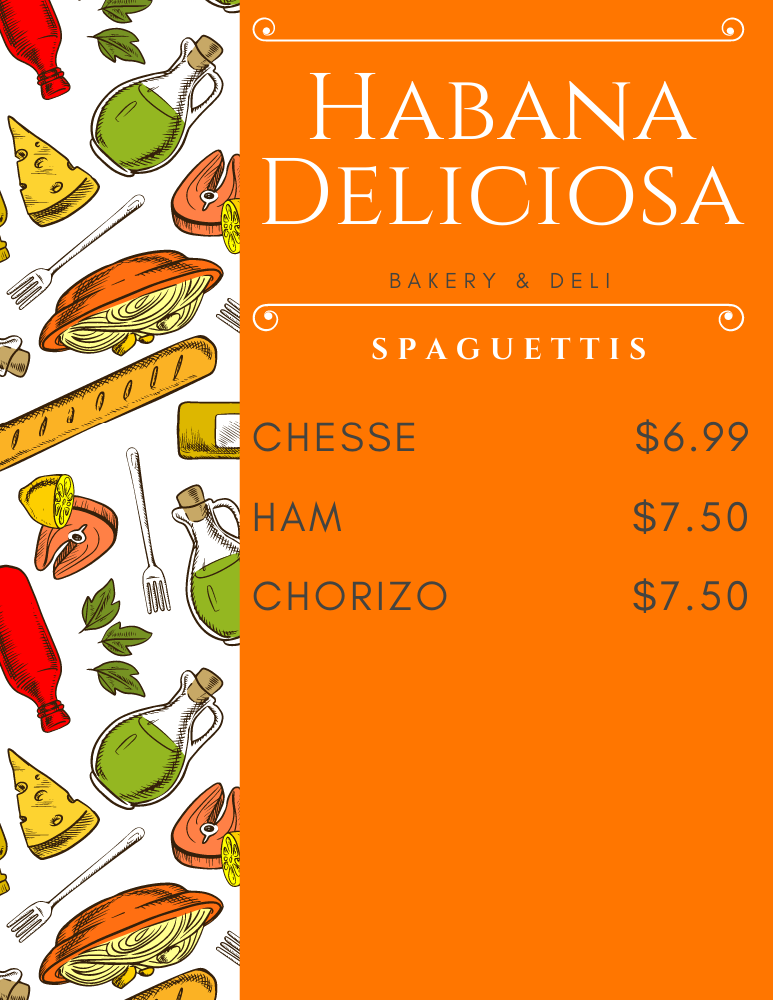 Habana
Deliciosa
BAKERY & DELI
SPAGUETTIS
CHESSE $6.99
HAM $7.50
CHORIZO $7.50